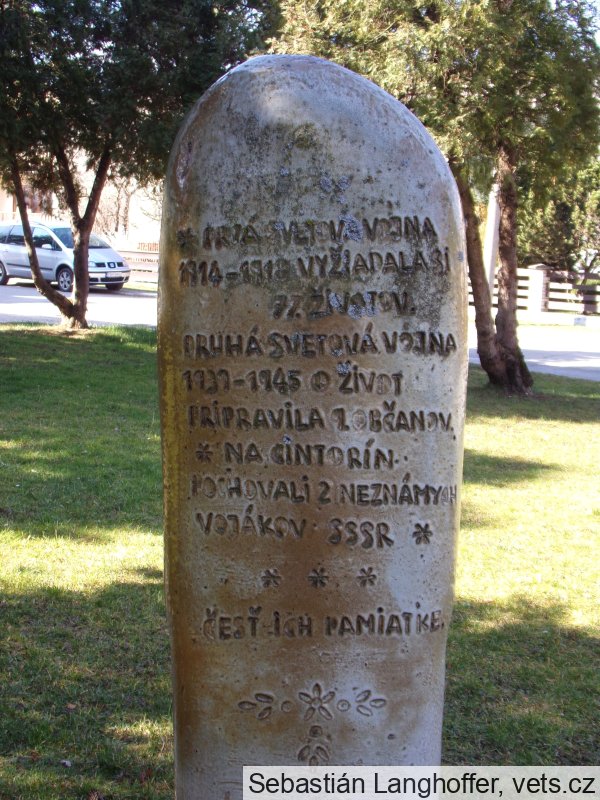 * PRVÁ SVETOVÁ VOJNA
1914-1918 VYŽIADALA SI
77 ŽIVOTOV.
DRUHÁ SVETOVÁ VOJNA
1939-1945 O ŽIVOT
PRIPRAVILA OBČANOV.
* NA CINTORÍN
POCHOVALI 2 NEZNÁMYCH
VOJAKOV SSSR *
* * *
ČESŤ ICH PAMIATKE.
Sebastián Langhoffer, vets.cz